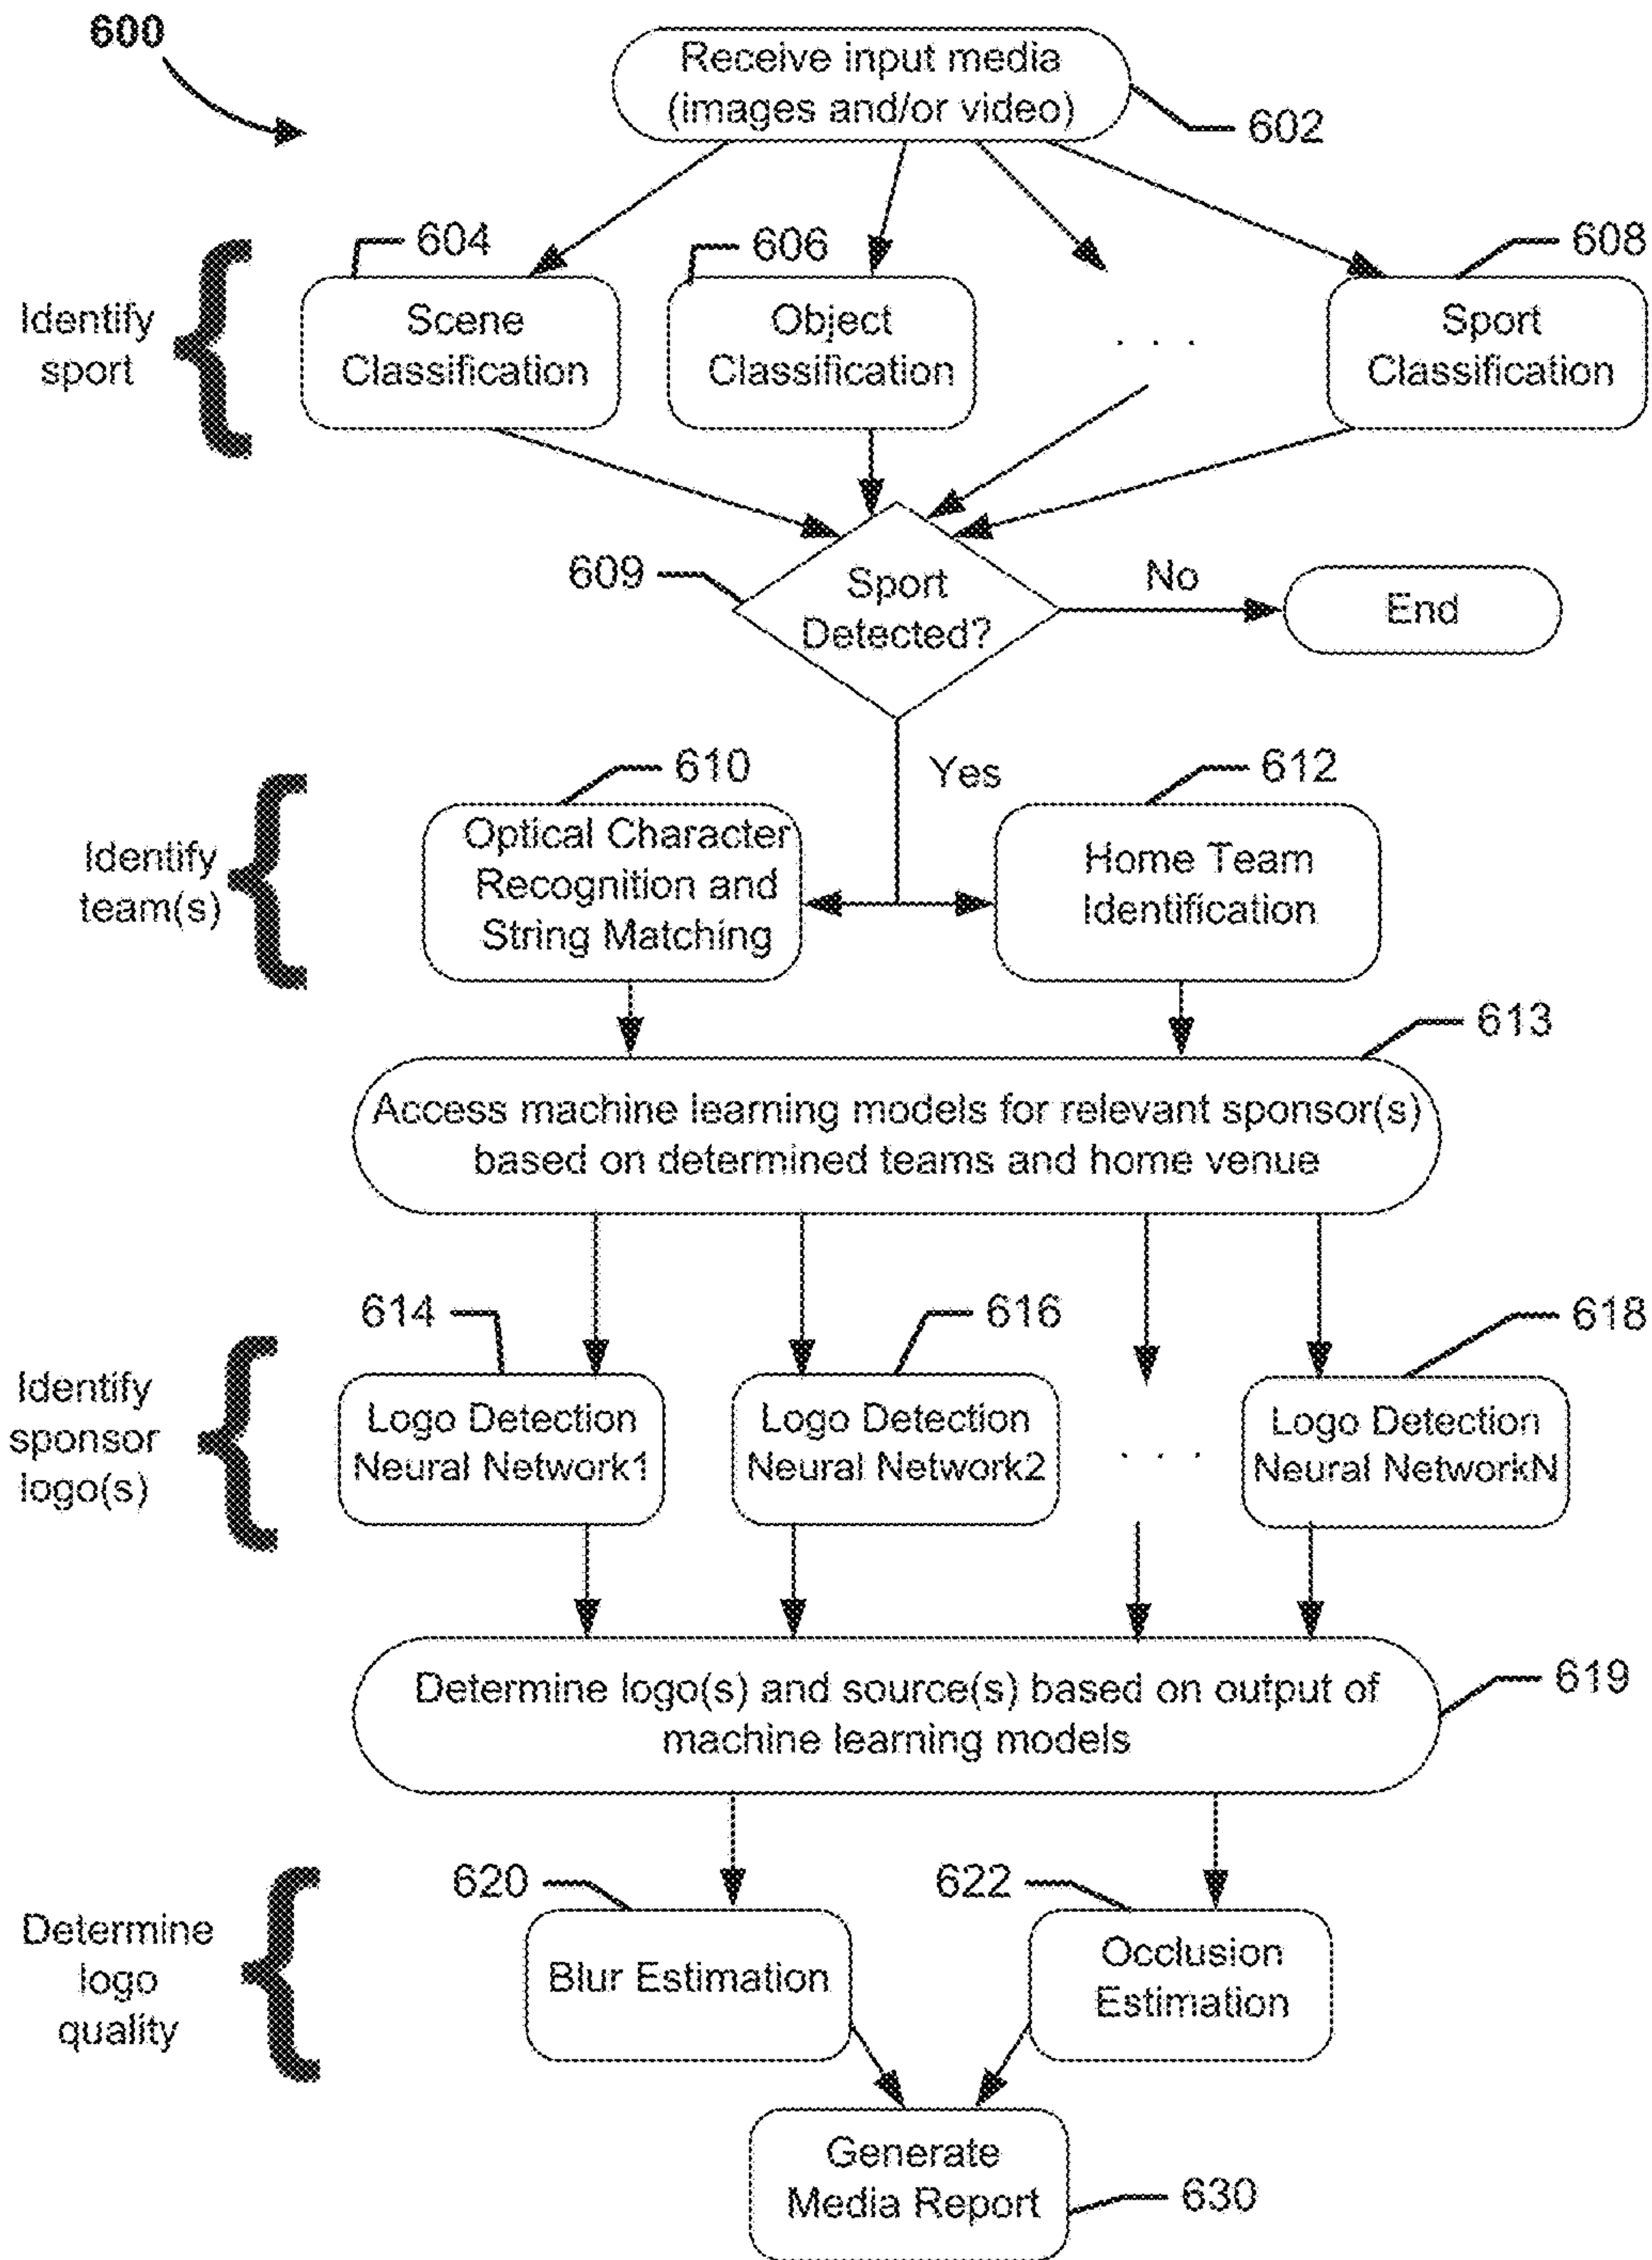 600
Receive input media
(images and/or video)
602
604
606
608
Identify
sport
Scene
Classification
Object
Classification
. . .
Sport
Classification
609
Sport
Detected?
No
End
Yes
610
612
Identify
team(s)
Optical Character
Recognition and
String Matching
Home Team
Identification
613
Access machine learning models for relevant sponsor(s)
based on determined teams and home venue
614
616
618
Identify
sponsor
logo(s)
Logo Detection
Neural Network1
Logo Detection
Neural Network2
. . .
Logo Detection
Neural NetworkN
619
Determine logo(s) and source(s) based on output of
machine learning models
620
622
Determine
logo
quality
Blur Estimation
Occlusion
Estimation
Generate
Media Report
630